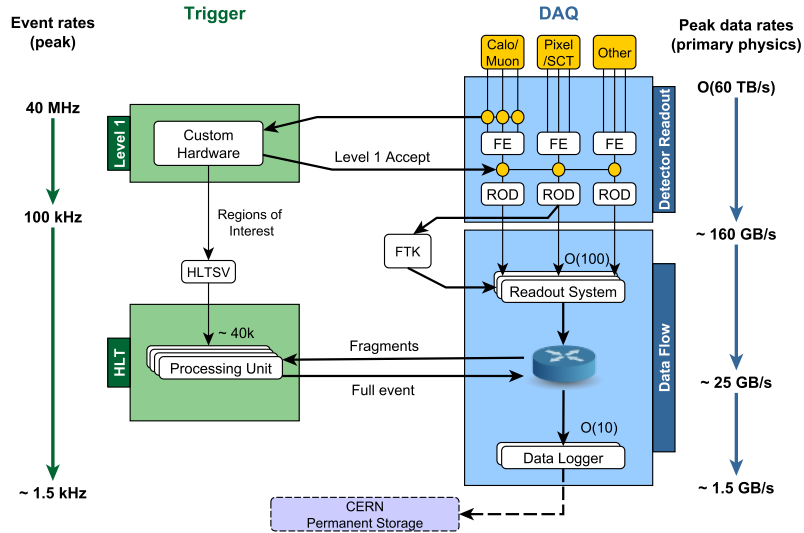 Event rates
(peak)
Trigger
DAQ
Peak data rates
(primary physics)
Calo/
Muon
Pixel
/SCT
Other
40 MHz
O(60 TB/s)
Level 1
Custom
Hardware
FE
FE
FE
Detector Readout
Level 1 Accept
ROD
ROD
ROD
100 kHz
Regions of
Interest
~ 160 GB/s
FTK
O(100)
HLTSV
Readout System
~ 40k
HLT
Processing Unit
Fragments
Full event
Data Flow
~ 25 GB/s
O(10)
Data Logger
~ 1.5 kHz
~ 1.5 GB/s
CERN
Permanent Storage